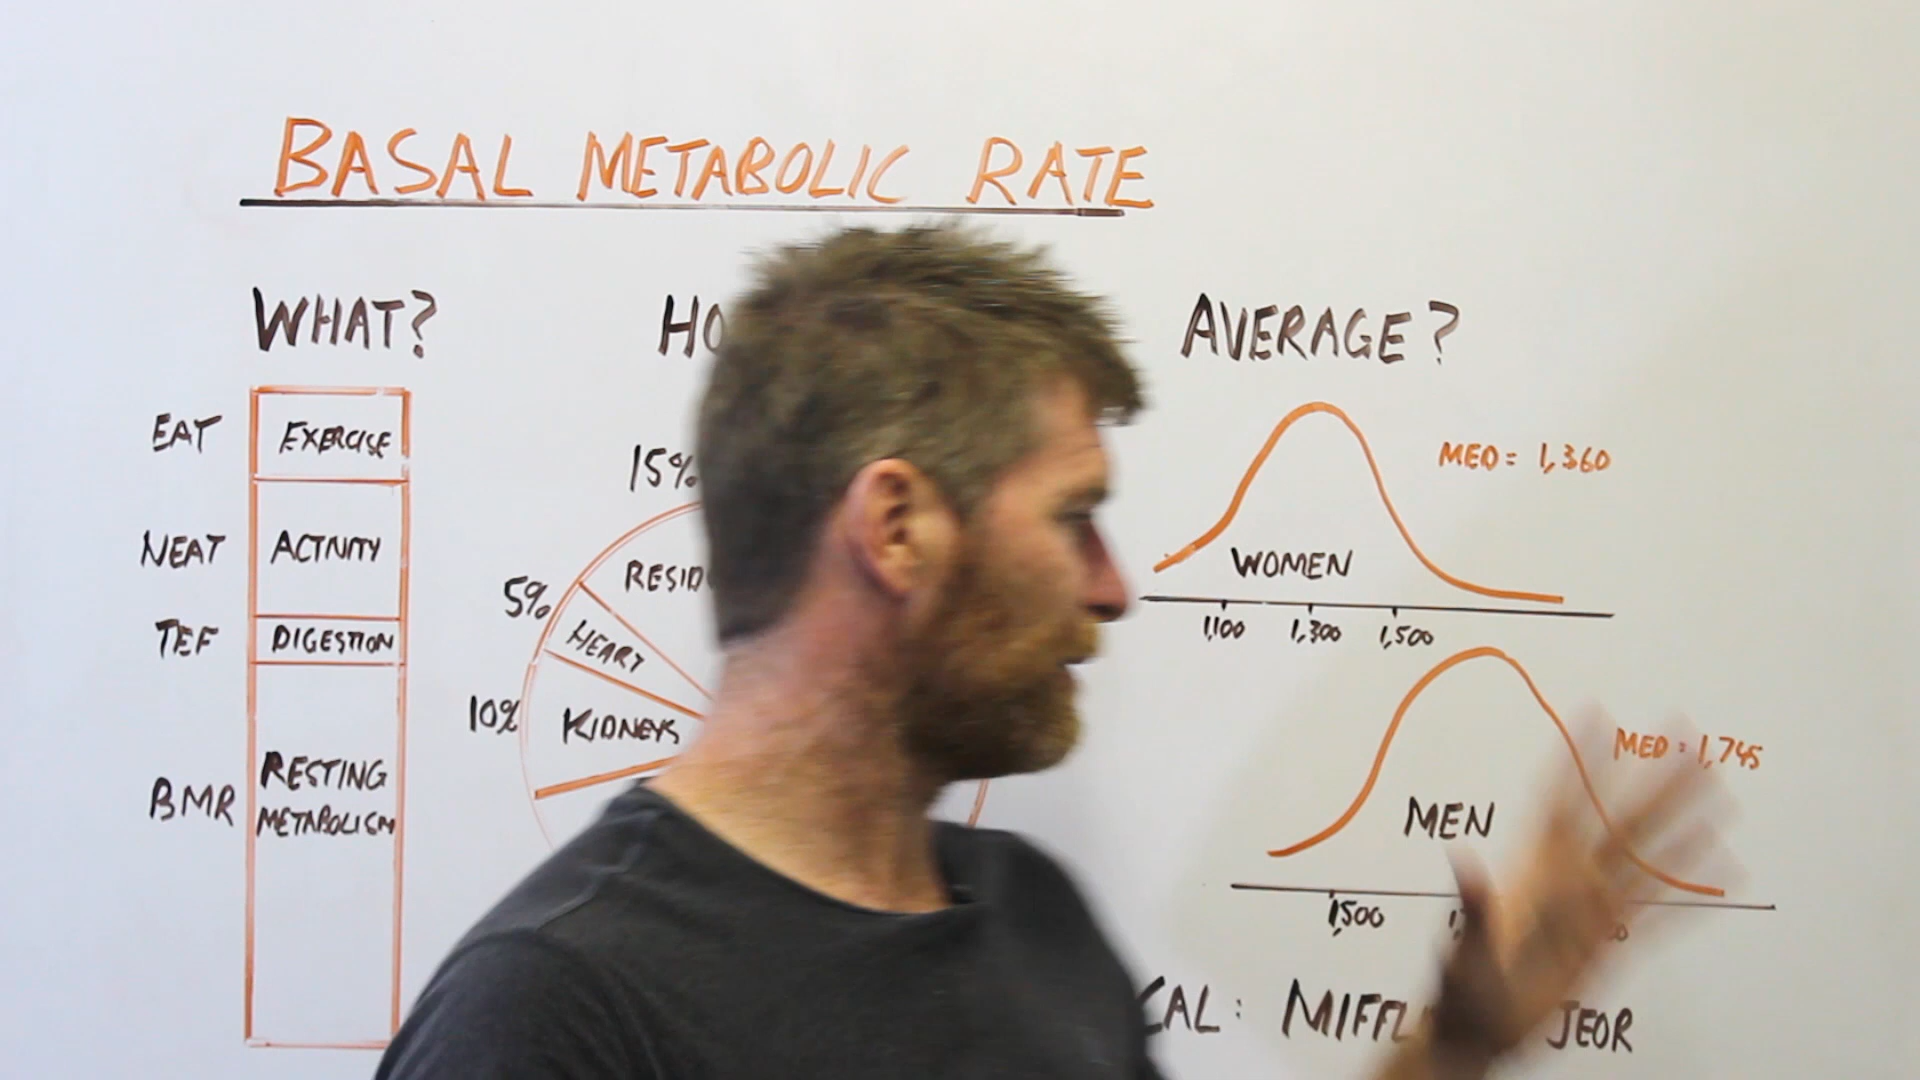 BASAL METABOLIC RATE
WHAT?
EAT
EXERCISE
NEAT
ACTIVITY
TEF
DIGESTION
BMR
RESTING
METABOLISM
15%
5%
HEART
10%
KIDNEYS
AVERAGE?
MED = 1,360
WOMEN
1,100 1,300 1,500
MED = 1,745
MEN
1,500
CAL: JEOR